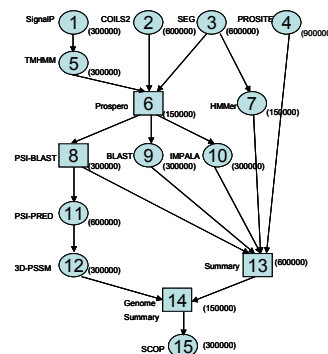 SignalP 1 (300000) COILS2 2 (600000) SEG 3 (600000) PROSITE 4 (900000)
TMHMM 5 (300000)
Prospero 6 (150000) HMMer 7 (150000)
PSI-BLAST 8 (300000) BLAST 9 (300000) IMPALA 10 (300000)
PSI-PRED 11 (600000)
3D-PSSM 12 (300000) Summary 13 (600000)
Genome 14 (150000)
Summary
SCOP 15 (300000)